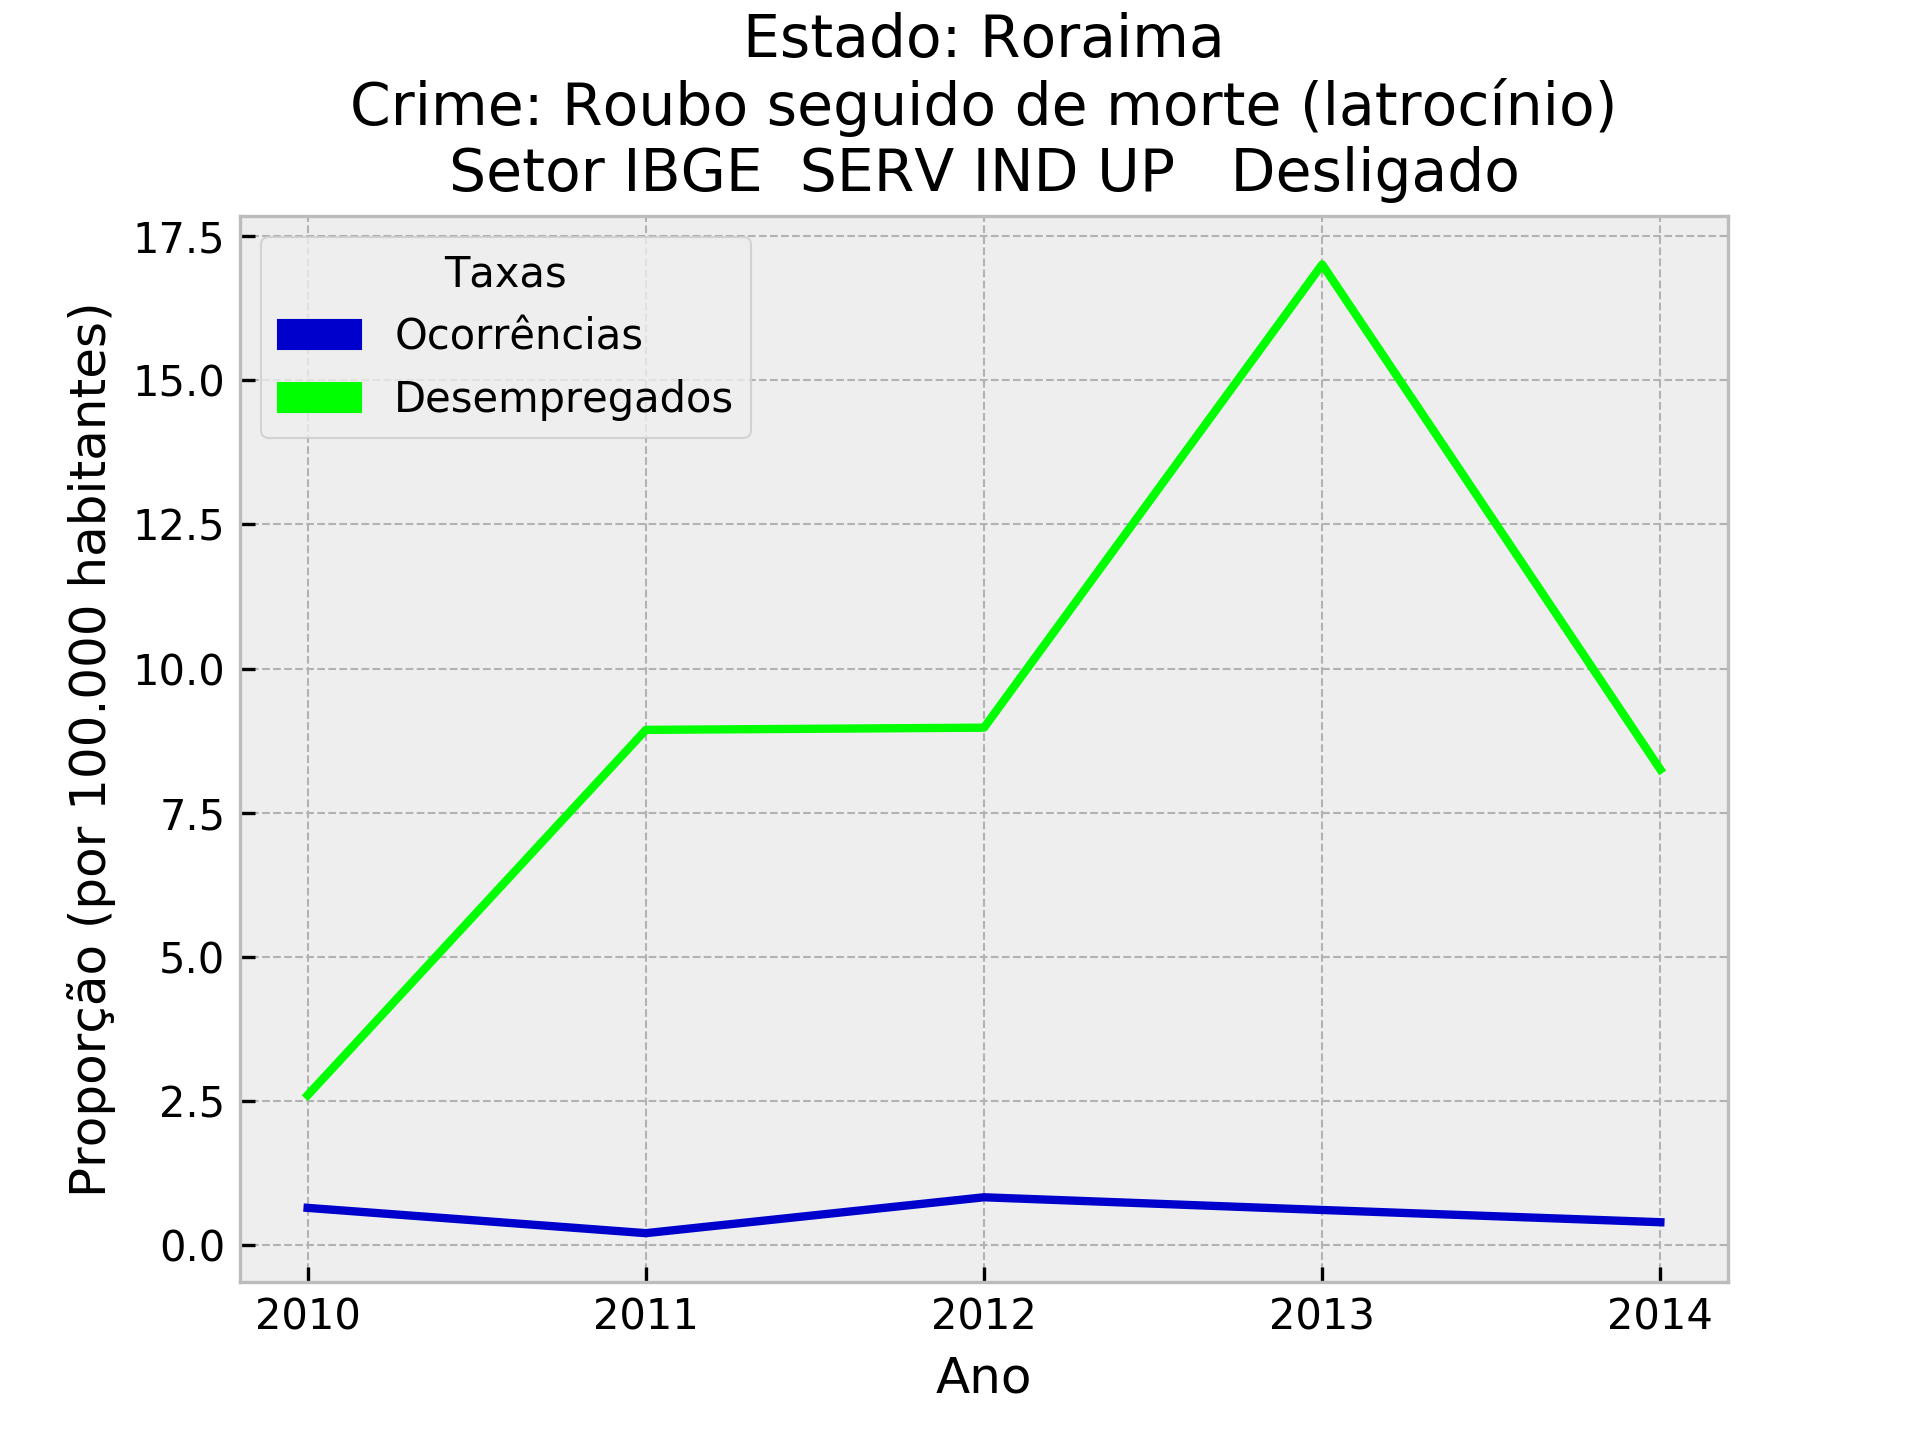 Estado: Roraima
Crime: Roubo seguido de morte (latrocínio)
Setor IBGE  SERV IND UP   Desligado
Proporção (por 100.000 habitantes)
17.5
15.0
12.5
10.0
7.5
5.0
2.5
0.0
Taxas
Ocorrências
Desempregados
2010 2011 2012 2013 2014
Ano